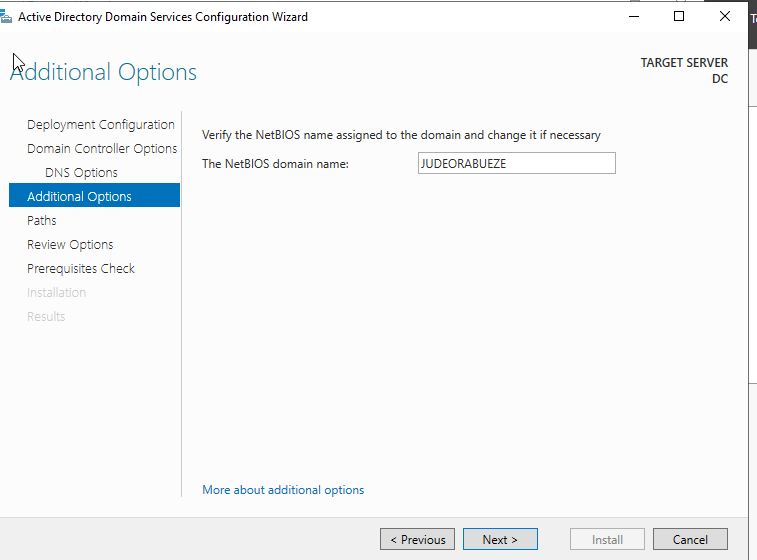 Active Directory Domain Services Configuration Wizard
Additional Options
TARGET SERVER
DC
Deployment Configuration
Domain Controller Options
DNS Options
Additional Options
Paths
Review Options
Prerequisites Check
Installation
Results
Verify the NetBIOS name assigned to the domain and change it if necessary
The NetBIOS domain name: JUDEORABUEZE
More about additional options
< Previous Next > Install Cancel